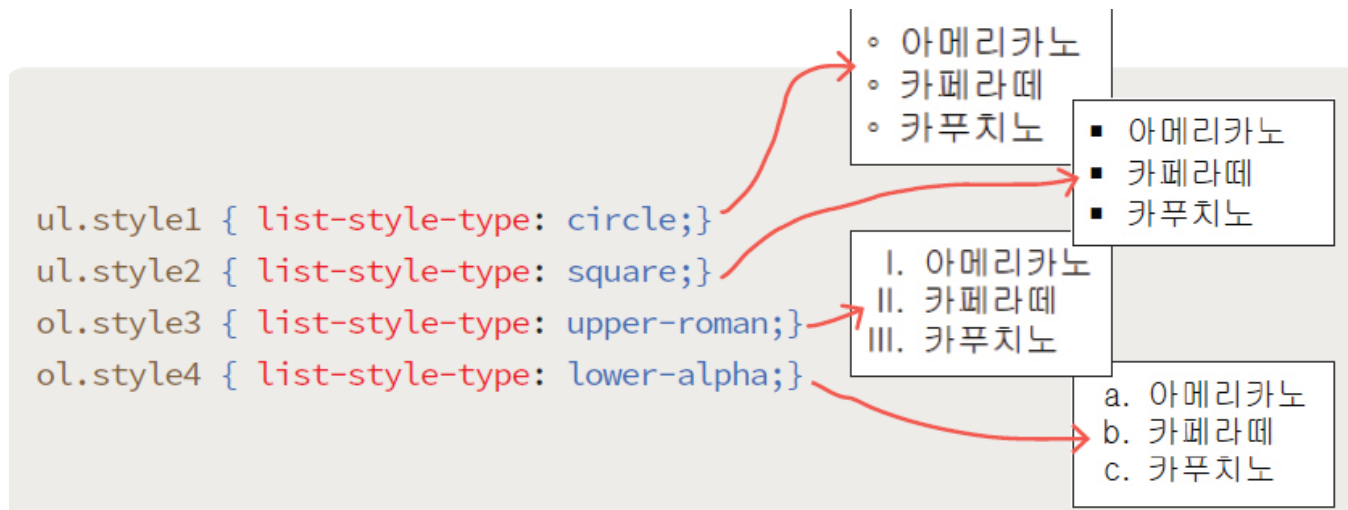 ◦ 아메리카노
◦ 카페라떼
◦ 카푸치노
▪ 아메리카노
▪ 카페라떼
▪ 카푸치노
ul.style1 { list-style-type: circle;}
ul.style2 { list-style-type: square;}
ol.style3 { list-style-type: upper-roman;}
ol.style4 { list-style-type: lower-alpha;}
I. 아메리카노
II. 카페라떼
III. 카푸치노
a. 아메리카노
b. 카페라떼
c. 카푸치노